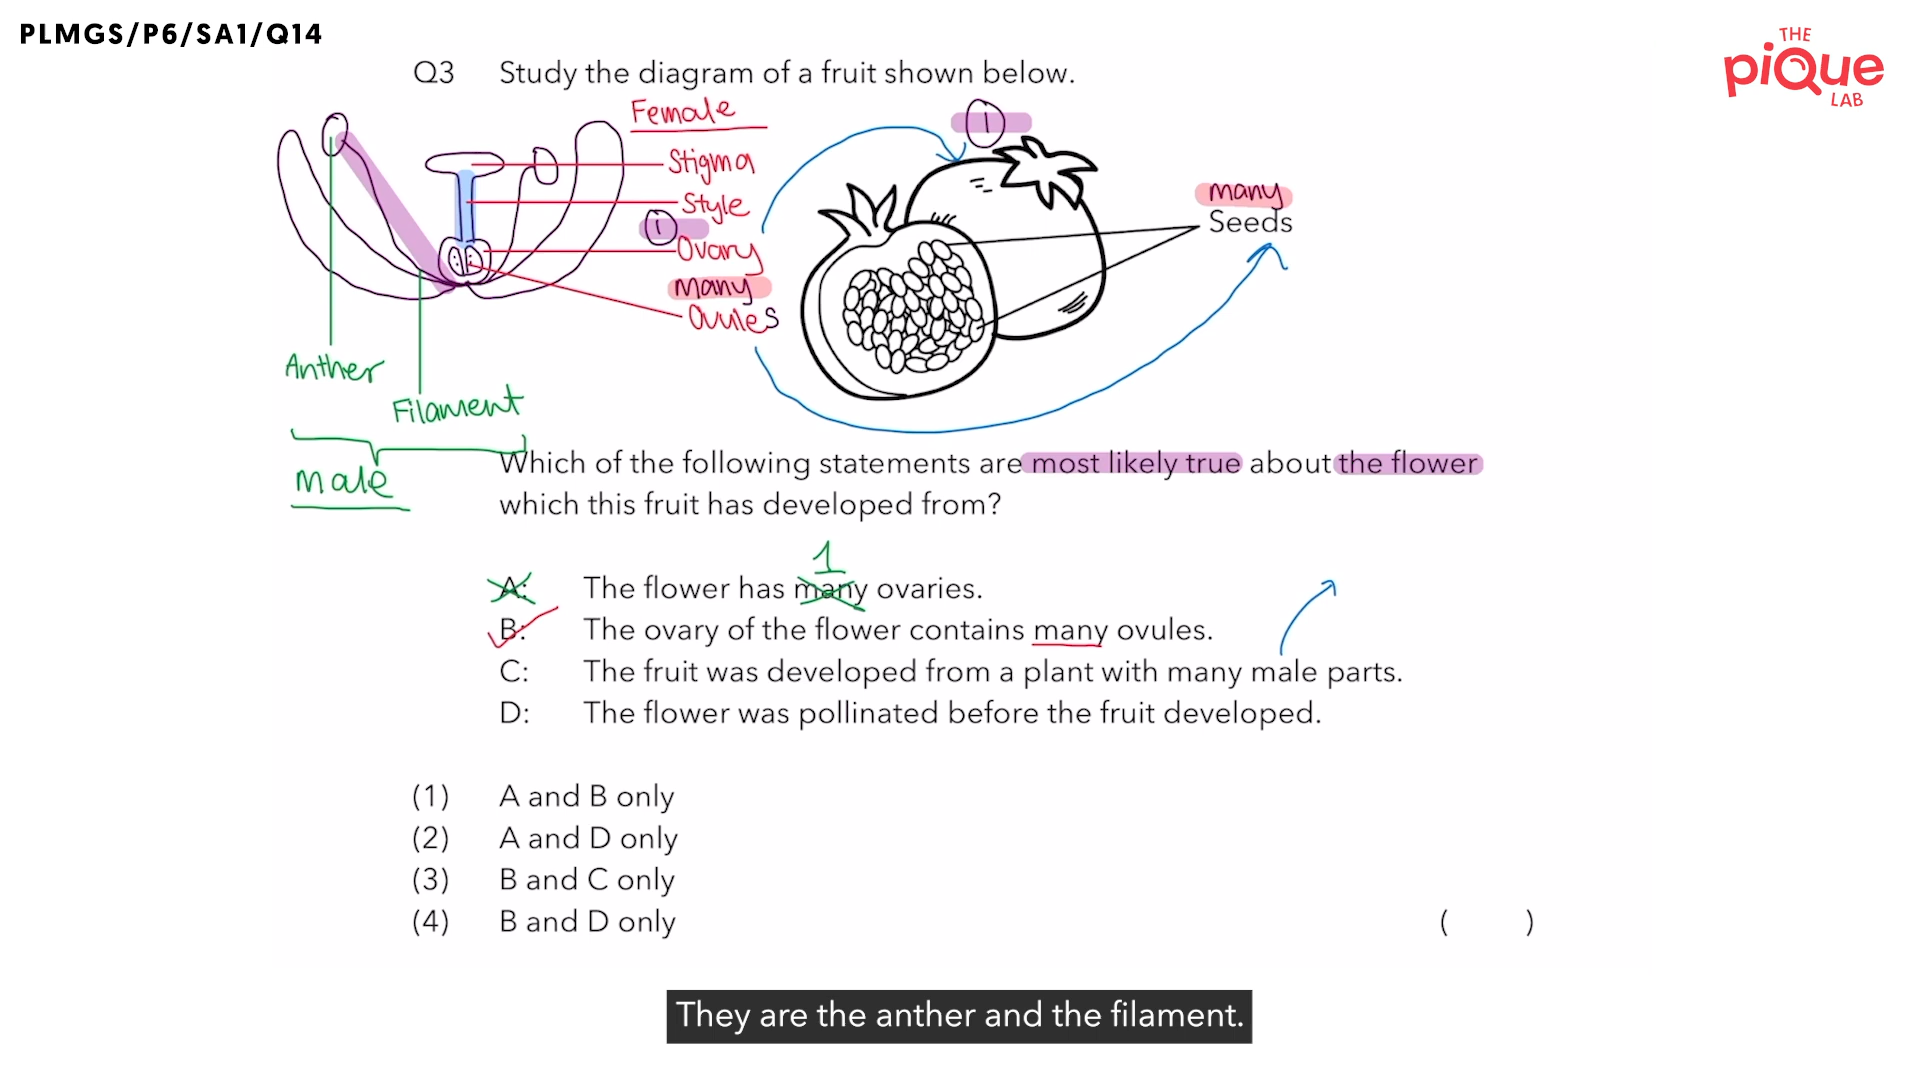 PLMGS/P6/SA1/Q14
THE
piQue
LAB
Q3 Study the diagram of a fruit shown below.
Female
1
Stigma
many
Style
Seeds
1
Ovary
Many
Ovules
Anther
Filament
male
Which of the following statements are most likely true about the flower
which this fruit has developed from?
1
A: The flower has many ovaries.
B: The ovary of the flower contains many ovules.
C: The fruit was developed from a plant with many male parts.
D: The flower was pollinated before the fruit developed.
(1) A and B only
(2) A and D only
(3) B and C only
(4) B and D only ( )
They are the anther and the filament.